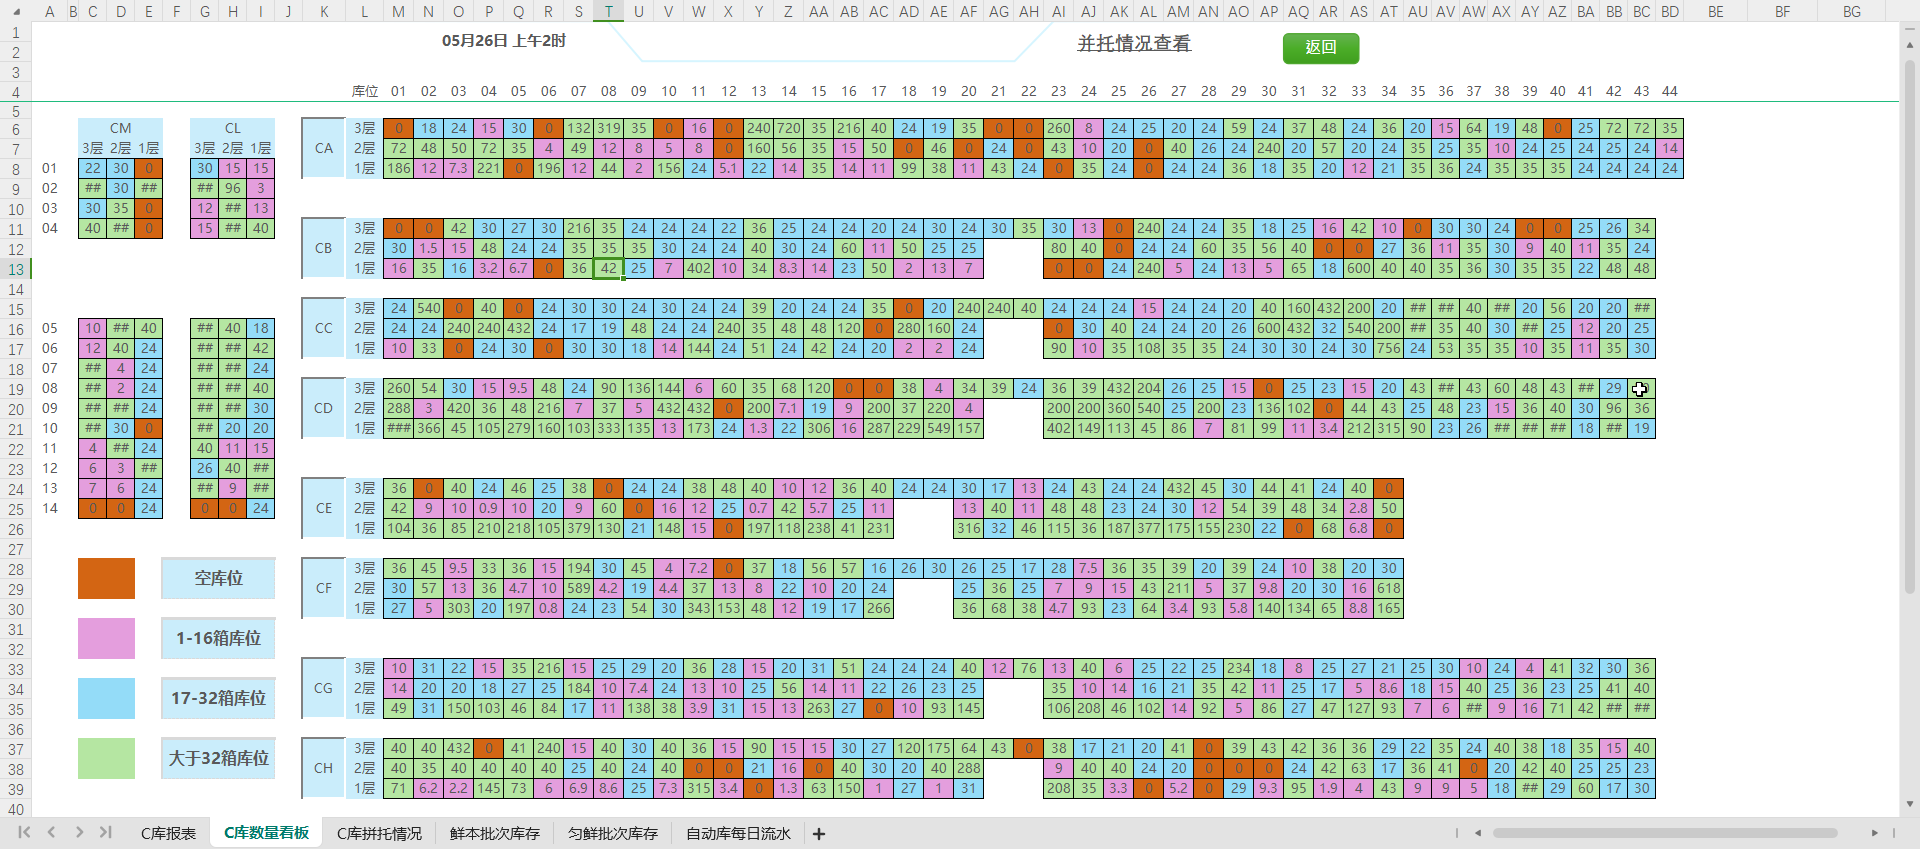 A B C D E F G H I J K L M N O P Q R S T U V W X Y Z AA AB AC AD AE AF AG AH AI AJ AK AL AM AN AO AP AQ AR AS AT AU AV AW AX AY AZ BA BB BC BD BE BF BG
1
2 05月26日 上午2时 并托情况查看 返回
3
4 库位 01 02 03 04 05 06 07 08 09 10 11 12 13 14 15 16 17 18 19 20 21 22 23 24 25 26 27 28 29 30 31 32 33 34 35 36 37 38 39 40 41 42 43 44
5
6 CM CL 3层 0 18 24 15 30 0 132 319 35 0 16 0 240 720 35 216 40 24 19 35 0 0 260 8 24 25 20 24 59 24 37 48 24 36 20 15 64 19 48 0 25 72 72 35
7 3层 2层 1层 3层 2层 1层 CA 2层 72 48 50 72 35 4 49 12 8 5 8 0 160 56 35 15 50 0 46 0 24 0 43 10 20 0 40 26 24 240 20 57 20 24 35 25 35 10 24 25 24 25 24 14
8 01 22 30 0 30 15 15 1层 186 12 7.3 221 0 196 12 44 2 156 24 5.1 22 14 35 14 11 99 38 11 43 24 0 35 24 0 24 24 36 18 35 20 12 21 35 36 24 35 35 35 24 24 24 24
9 02 ## 30 ## ## 96 3
10 03 30 35 0 12 ## 13
11 04 40 ## 0 15 ## 40 3层 0 0 42 30 27 30 216 35 24 24 24 22 36 25 24 24 20 24 30 24 30 35 30 13 0 240 24 24 35 18 25 16 42 10 0 30 30 24 0 0 25 26 34
12 CB 2层 30 1.5 15 48 24 24 35 35 35 30 24 24 40 30 24 60 11 50 25 25 80 40 0 24 24 60 35 56 40 0 0 27 36 11 35 30 9 40 11 35 24
13 1层 16 35 16 3.2 6.7 0 36 42 25 7 402 10 34 8.3 14 23 50 2 13 7 0 0 24 240 5 24 13 5 65 18 600 40 40 35 36 30 35 35 22 48 48
14
15 3层 24 540 0 40 0 24 30 30 24 30 24 24 39 20 24 24 35 0 20 240 240 40 24 24 24 15 24 24 20 40 160 432 200 20 ## ## 40 ## 20 56 20 20 ##
16 05 10 ## 40 ## 40 18 CC 2层 24 24 240 240 432 24 17 19 48 24 24 240 35 48 48 120 0 280 160 24 0 30 40 24 24 20 26 600 432 32 540 200 ## 35 40 30 ## 25 12 20 25
17 06 12 40 24 ## ## 42 1层 10 33 0 24 30 0 30 30 18 14 144 24 51 24 42 24 20 2 2 24 90 10 35 108 35 35 24 30 30 24 30 756 24 53 35 35 10 35 11 35 30
18 07 ## 4 24 ## ## 24
19 08 ## 2 24 ## ## 40 3层 260 54 30 15 9.5 48 24 90 136 144 6 60 35 68 120 0 0 38 4 34 39 24 36 39 432 204 26 25 15 0 25 23 15 20 43 ## 43 60 48 43 ## 29
20 09 ## ## 24 ## ## 30 CD 2层 288 3 420 36 48 216 7 37 5 432 432 0 200 7.1 19 9 200 37 220 4 200 200 360 540 25 200 23 136 102 0 44 43 25 48 23 15 36 40 30 96 36
21 10 ## 30 0 ## 20 20 1层 ### 366 45 105 279 160 103 333 135 13 173 24 1.3 22 306 16 287 229 549 157 402 149 113 45 86 7 81 99 11 3.4 212 315 90 23 26 ## ## ## 18 ## 19
22 11 4 ## 24 40 11 15
23 12 6 3 ## 26 40 ##
24 13 7 6 24 ## 9 ## 3层 36 0 40 24 46 25 38 0 24 24 38 48 40 10 12 36 40 24 24 30 17 13 24 43 24 24 432 45 30 44 41 24 40 0
25 14 0 0 24 0 0 24 CE 2层 42 9 10 0.9 10 20 9 60 0 16 12 25 0.7 42 5.7 25 11 13 40 11 48 48 23 24 30 12 54 39 48 34 2.8 50
26 1层 104 36 85 210 218 105 379 130 21 148 15 0 197 118 238 41 231 316 32 46 115 36 187 377 175 155 230 22 0 68 6.8 0
27
28 空库位 3层 36 45 9.5 33 36 15 194 30 45 4 7.2 0 37 18 56 57 16 26 30 26 25 17 28 7.5 36 35 39 20 39 24 10 38 20 30
29 CF 2层 30 57 13 36 4.7 10 589 4.2 19 4.4 37 13 8 22 10 20 24 25 36 25 7 9 15 43 211 5 37 9.8 20 30 16 618
30 1层 27 5 303 20 197 0.8 24 23 54 30 343 153 48 12 19 17 266 36 68 38 4.7 93 23 64 3.4 93 5.8 140 134 65 8.8 165
31 1-16箱库位
32
33 3层 10 31 22 15 35 216 15 25 29 20 36 28 15 20 31 51 24 24 24 40 12 76 13 40 6 25 22 25 234 18 8 25 27 21 25 30 10 24 4 41 32 30 36
34 17-32箱库位 CG 2层 14 20 20 18 27 25 184 10 7.4 24 13 10 25 56 14 11 22 26 23 25 35 10 14 16 21 35 42 11 25 17 5 8.6 18 15 40 25 36 23 25 41 40
35 1层 49 31 150 103 46 84 17 11 138 38 3.9 31 15 13 263 27 0 10 93 145 106 208 46 102 14 92 5 86 27 47 127 93 7 6 ## 9 16 71 42 ## ##
36
37 大于32箱库位 3层 40 40 432 0 41 240 15 40 30 40 36 15 90 15 15 30 27 120 175 64 43 0 38 17 21 20 41 0 39 43 42 36 36 29 22 35 24 40 38 18 35 15 40
38 CH 2层 40 35 40 40 40 40 25 40 24 40 0 0 21 16 0 40 30 20 40 288 9 40 40 24 20 0 0 0 24 42 63 17 36 41 0 20 42 40 25 25 23
39 1层 71 6.2 2.2 145 73 6 6.9 8.6 25 7.3 315 3.4 0 1.3 63 150 1 27 1 31 208 35 3.3 0 5.2 0 29 9.3 95 1.9 4 43 9 9 5 18 ## 29 60 17 30
40
C库报表 C库数量看板 C库拼托情况 鲜本批次库存 匀鲜批次库存 自动库每日流水 +